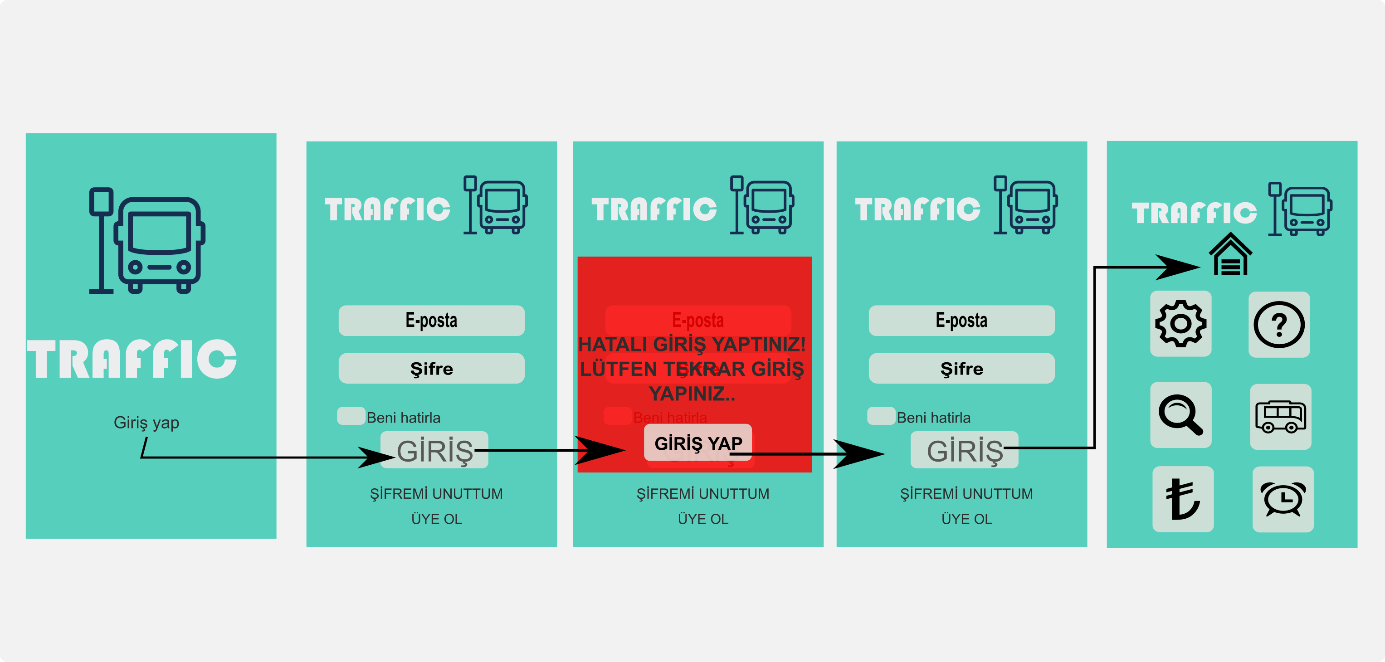 TRAFFIC
Giriş yap
TRAFFIC
E-posta
Şifre
Beni hatirla
GİRİŞ
ŞİFREMİ UNUTTUM
ÜYE OL
TRAFFIC
E-posta
HATALI GİRİŞ YAPTINIZ!
LÜTFEN TEKRAR GİRİŞ
YAPINIZ..
Şifre
Beni hatirla
GİRİŞ YAP
ŞİFREMİ UNUTTUM
ÜYE OL
TRAFFIC
E-posta
Şifre
Beni hatirla
GİRİŞ
ŞİFREMİ UNUTTUM
ÜYE OL
TRAFFIC
?
₺